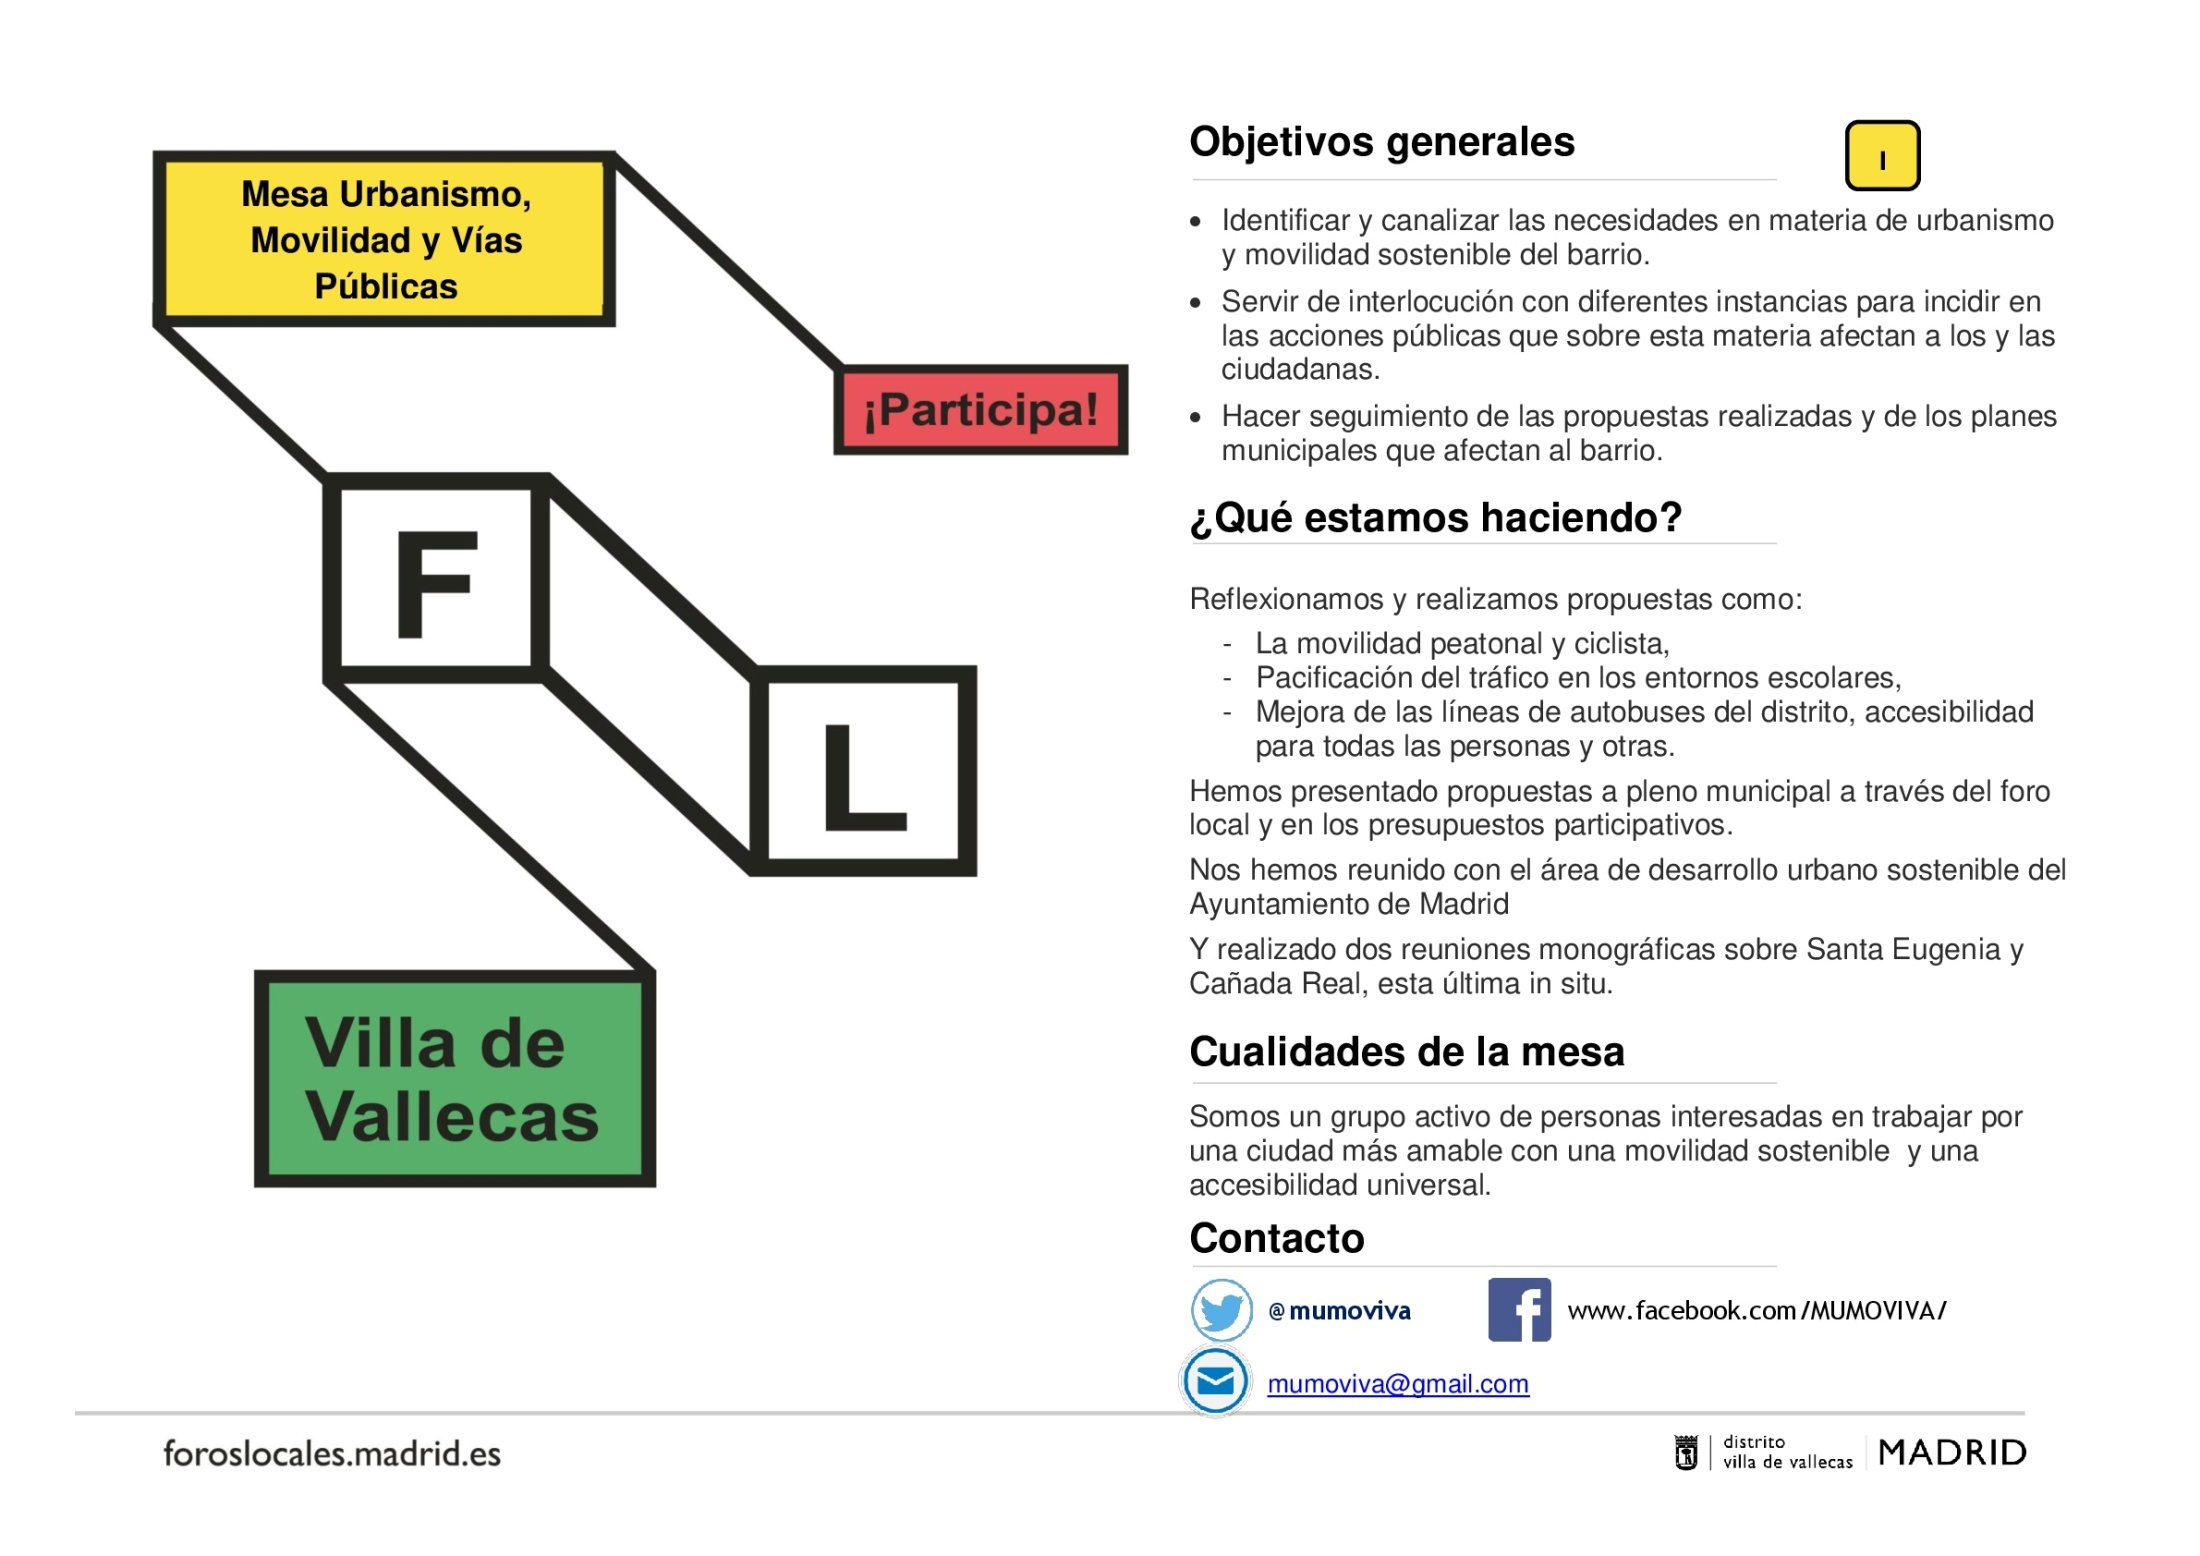 Mesa Urbanismo,
Movilidad y Vías
Públicas
¡Participa!
F
L
Villa de
Vallecas
Objetivos generales
I
• Identificar y canalizar las necesidades en materia de urbanismo
y movilidad sostenible del barrio.
• Servir de interlocución con diferentes instancias para incidir en
las acciones públicas que sobre esta materia afectan a los y las
ciudadanas.
• Hacer seguimiento de las propuestas realizadas y de los planes
municipales que afectan al barrio.
¿Qué estamos haciendo?
Reflexionamos y realizamos propuestas como:
- La movilidad peatonal y ciclista,
- Pacificación del tráfico en los entornos escolares,
- Mejora de las líneas de autobuses del distrito, accesibilidad
para todas las personas y otras.
Hemos presentado propuestas a pleno municipal a través del foro
local y en los presupuestos participativos.
Nos hemos reunido con el área de desarrollo urbano sostenible del
Ayuntamiento de Madrid
Y realizado dos reuniones monográficas sobre Santa Eugenia y
Cañada Real, esta última in situ.
Cualidades de la mesa
Somos un grupo activo de personas interesadas en trabajar por
una ciudad más amable con una movilidad sostenible y una
accesibilidad universal.
Contacto
@mumoviva
www.facebook.com/MUMOVIVA/
mumoviva@gmail.com
foroslocales.madrid.es
distrito
villa de vallecas
MADRID